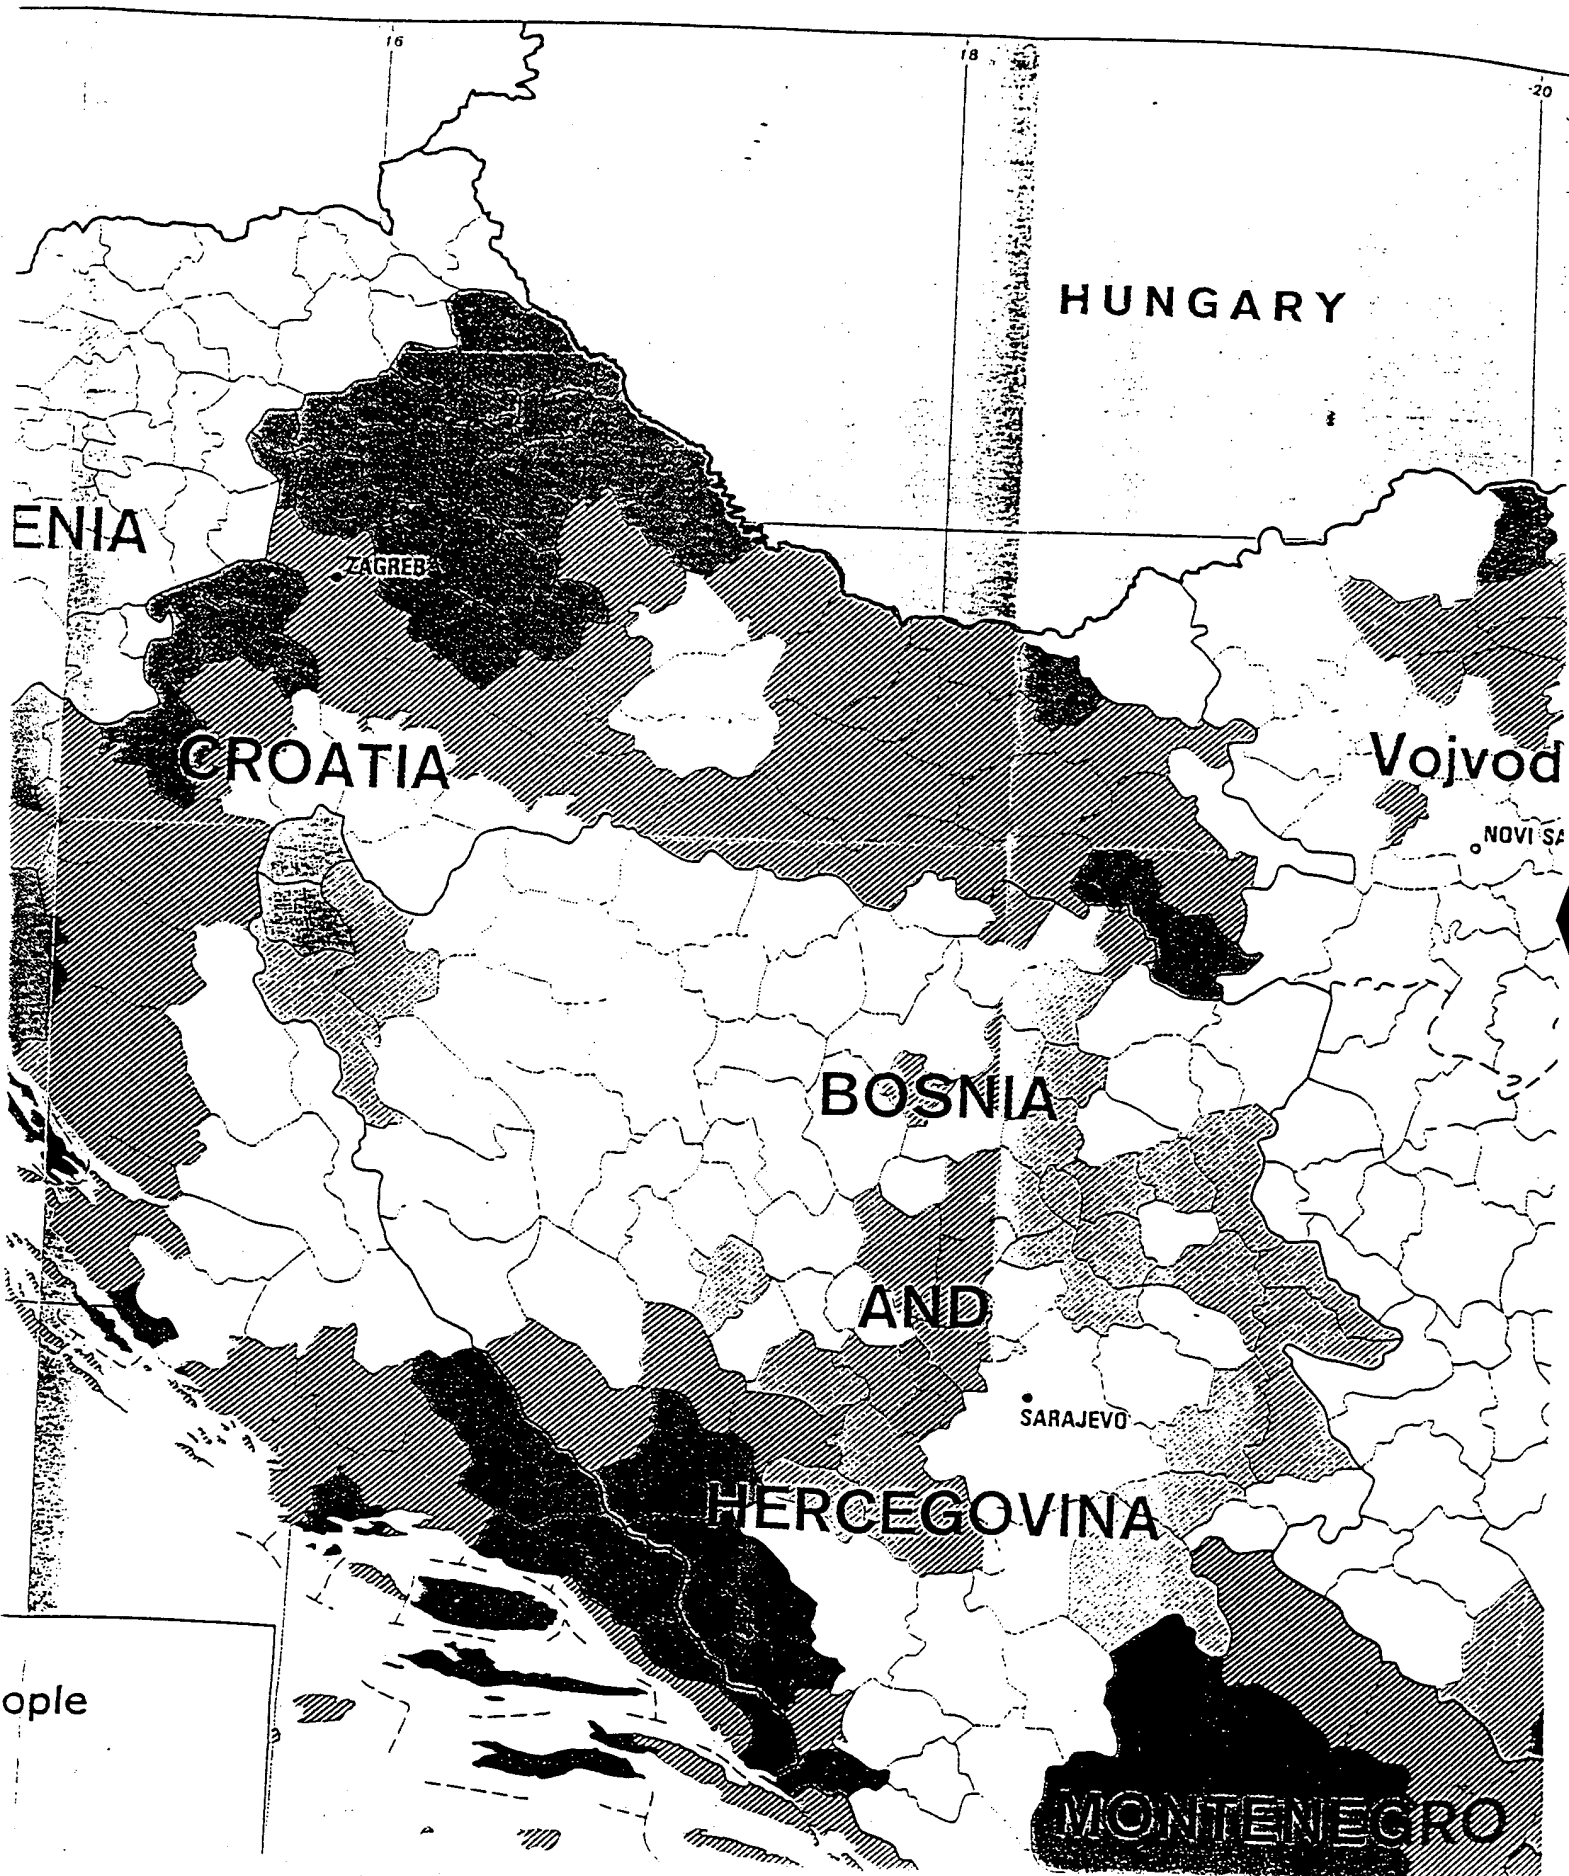 16
18
-20
HUNGARY
ENIA
ZAGREB
CROATIA
Vojvod
NOVI SA
BOSNIA
AND
SARAJEVO
HERCEGOVINA
ople
MONTENEGRO